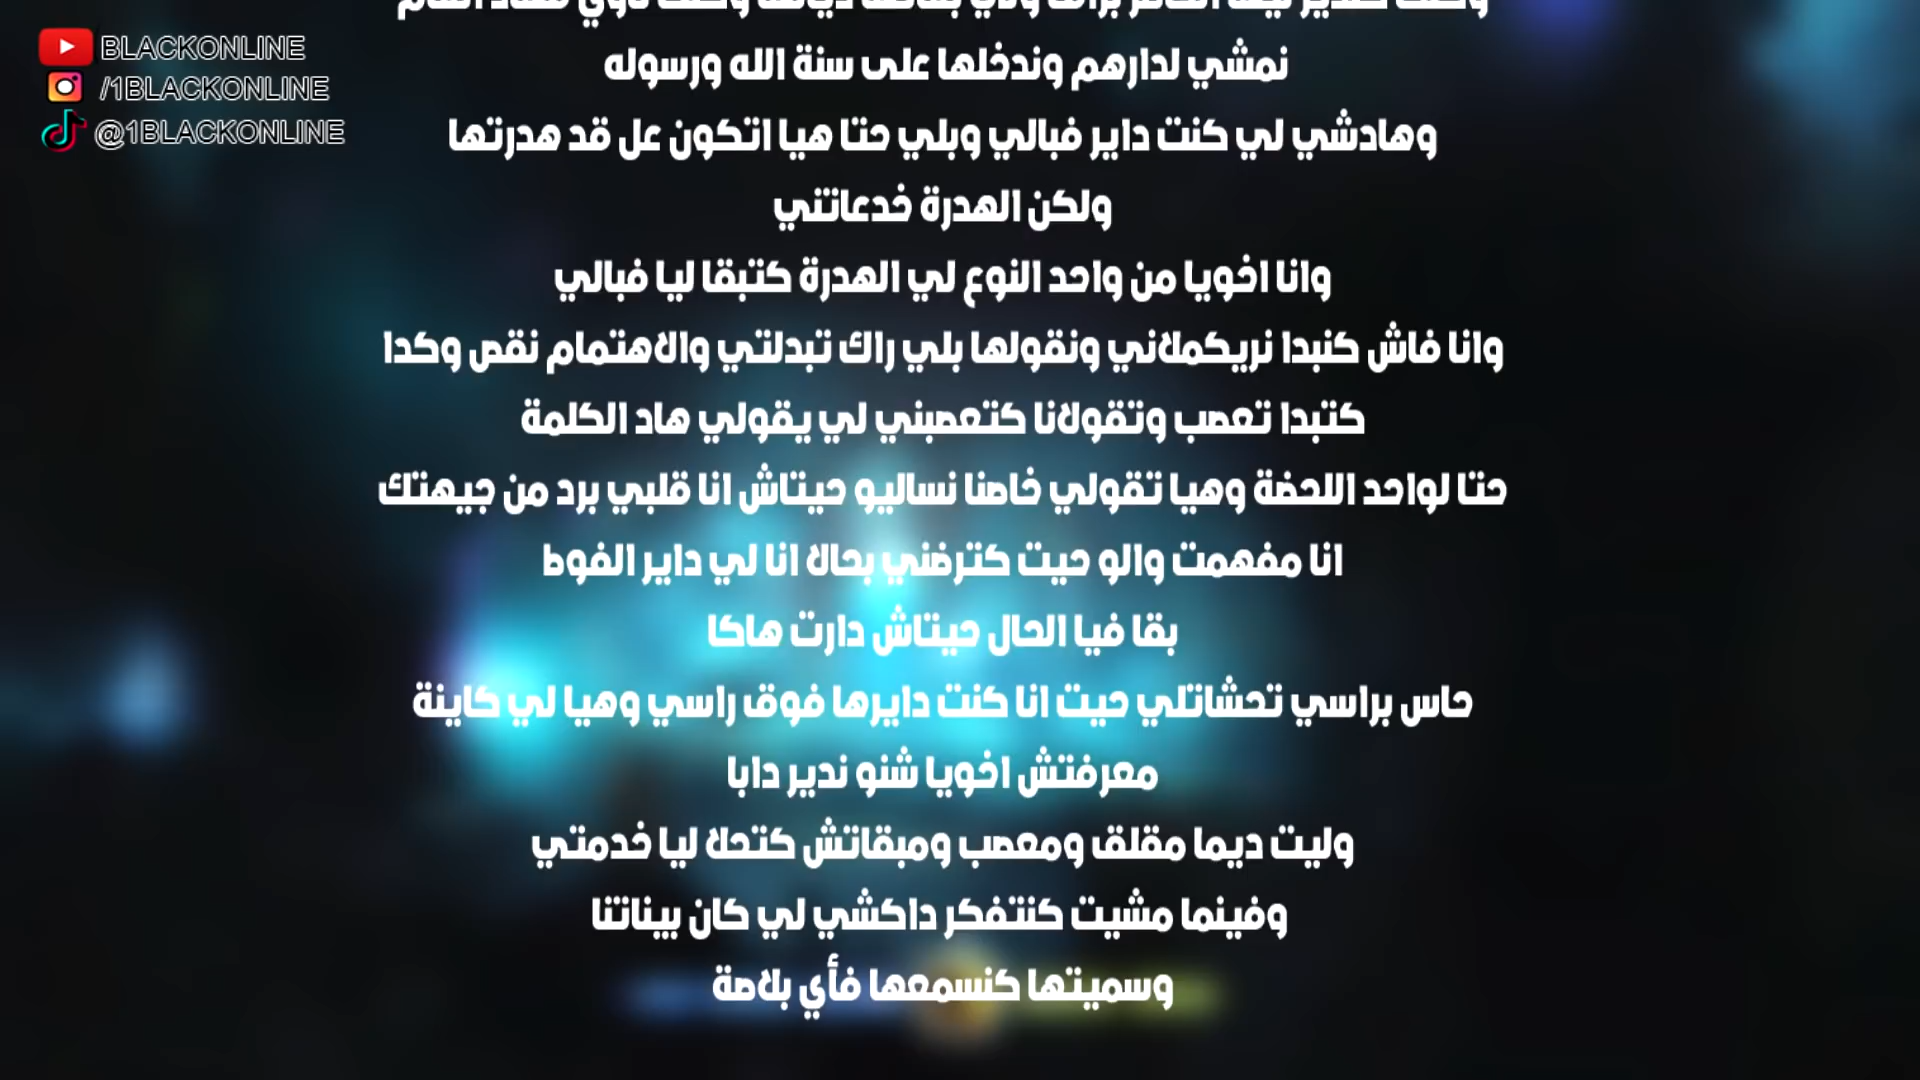 BLACKONLINE
/1BLACKONLINE
@1BLACKONLINE
نمشي لدارهم وندخلها على سنة الله ورسوله
وهادشي لي كنت داير فبالي وبلي حتا هيا اتكون عل قد هدرتها
ولكن الهدرة خدعاتني
وانا اخويا من واحد النوع لي الهدرة كتبقا ليا فبالي
وانا فاش كنبدا نريكملاني ونقولها بلي راك تبدلتي والاهتمام نقص وكدا
كتبدا تعصب وتقولانا كتعصبني لي يقولي هاد الكلمة
حتا لواحد اللحضة وهيا تقولي خاصنا نساليو حيتاش انا قلبي برد من جيهتك
انا مفهمت والو حيت كترضني بحالا انا لي داير الفوط
بقا فيا الحال حيتاش دارت هاكا
حاس براسي تحشاتلي حيت انا كنت دايرها فوق راسي وهيا لي كاينة
معرفتش اخويا شنو ندير دابا
وليت ديما مقلق ومعصب ومبقاتش كتحلا ليا خدمتي
وفينما مشيت كنتفكر داكشي لي كان بيناتنا
وسميتها كنسمعها فأي بلاصة